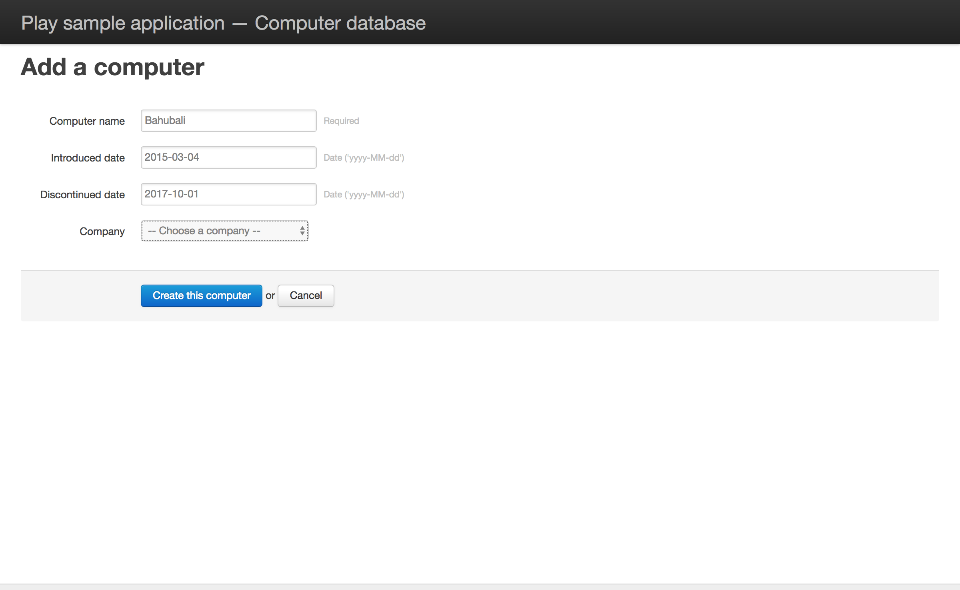 Play sample application — Computer database
Add a computer
Computer name Bahubali Required
Introduced date 2015-03-04 Date ('yyyy-MM-dd')
Discontinued date 2017-10-01 Date ('yyyy-MM-dd')
Company -- Choose a company --
Create this computer or Cancel